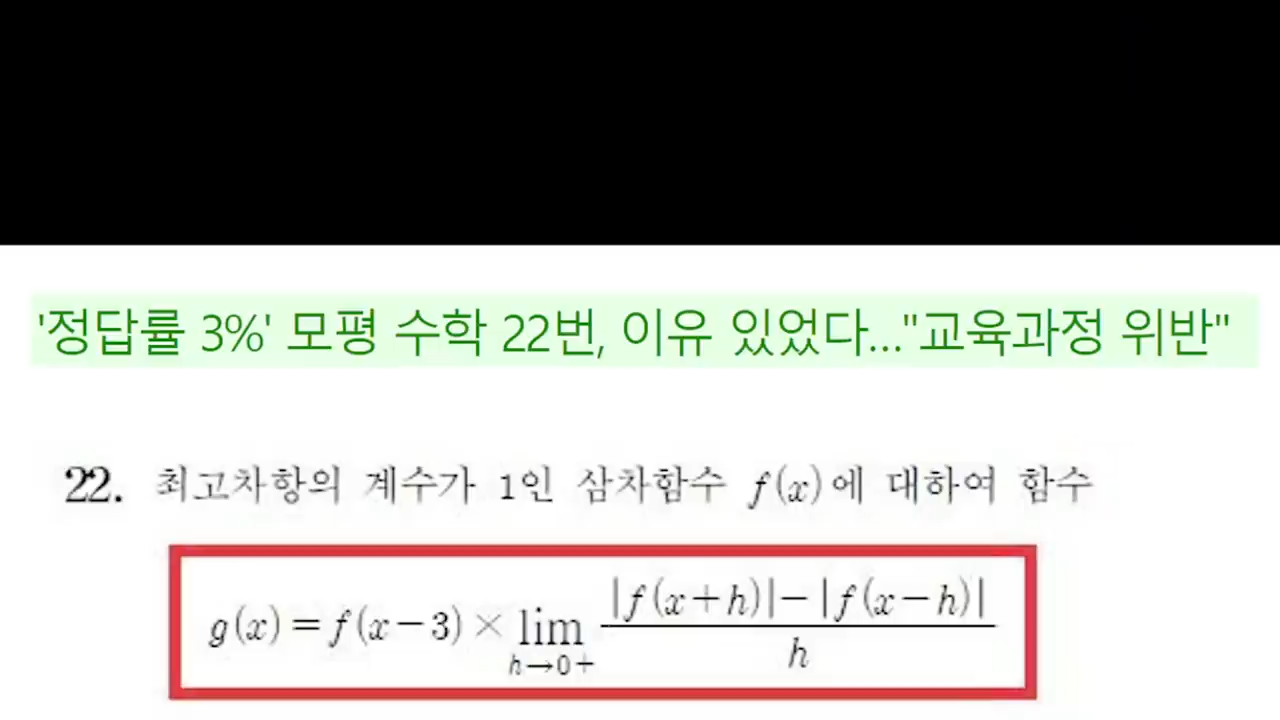 '정답률 3%' 모평 수학 22번, 이유 있었다..."교육과정 위반"
22. 최고차항의 계수가 1인 삼차함수 f(x)에 대하여 함수
g(x)=f(x-3)×lim_{h→0+} (|f(x+h)|-|f(x-h)|)/h